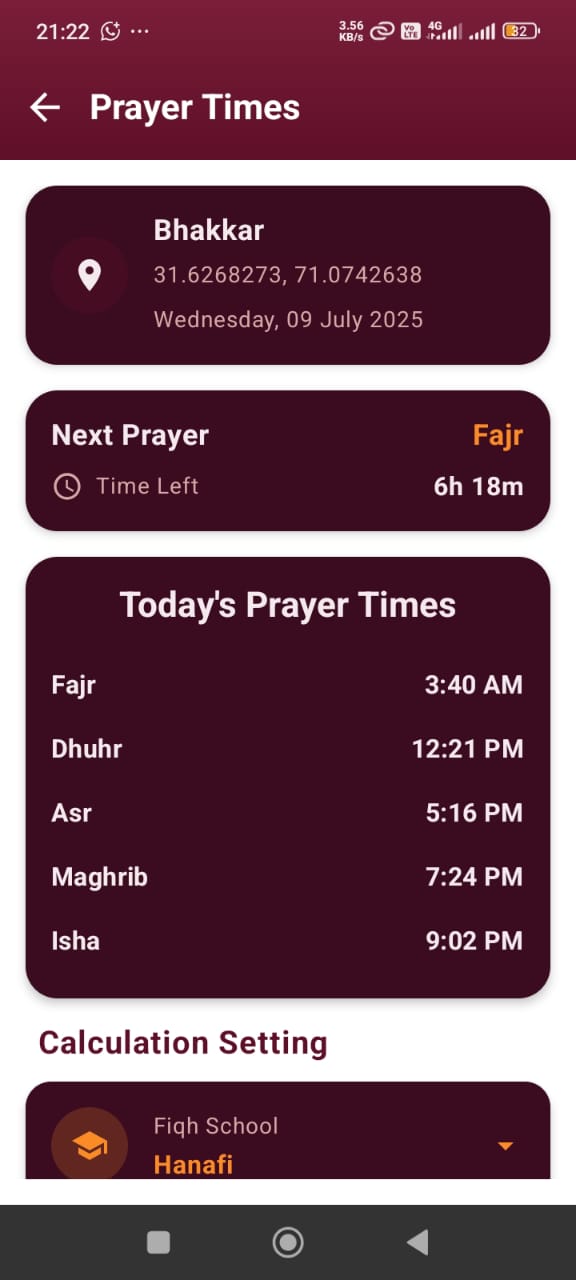 21:22 ... 3.56 KB/s Vo LTE 4G 32
Prayer Times
Bhakkar
31.6268273, 71.0742638
Wednesday, 09 July 2025
Next Prayer Fajr
Time Left 6h 18m
Today's Prayer Times
Fajr 3:40 AM
Dhuhr 12:21 PM
Asr 5:16 PM
Maghrib 7:24 PM
Isha 9:02 PM
Calculation Setting
Fiqh School
Hanafi